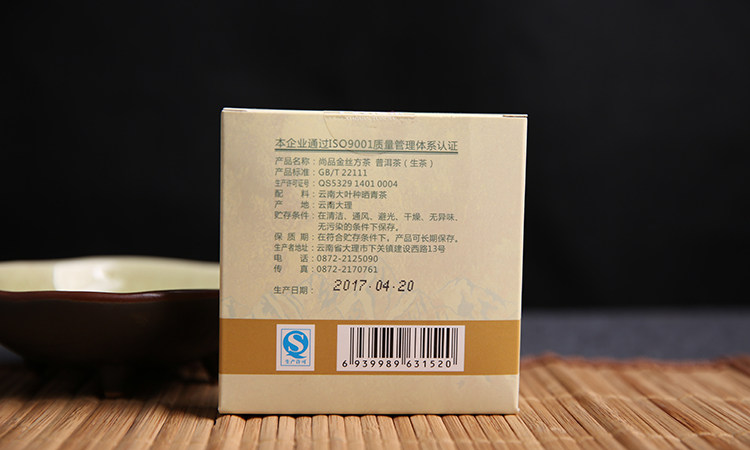 本企业通过ISO9001质量管理体系认证
产品名称：尚品金丝方茶 普洱茶（生茶）
产品标准：GB/T 22111
生产许可证号：QS5329 1401 0004
配 料：云南大叶种晒青茶
产 地：云南大理
贮存条件：在清洁、通风、避光、干燥、无异味、
无污染的条件下保存。
保 质 期：在符合贮存条件下，产品可长期保存。
生产者地址：云南省大理市下关镇建设西路13号
电 话：0872-2125090
传 真：0872-2170761
生产日期： 2017.04.20
生产许可
6 939989 631520